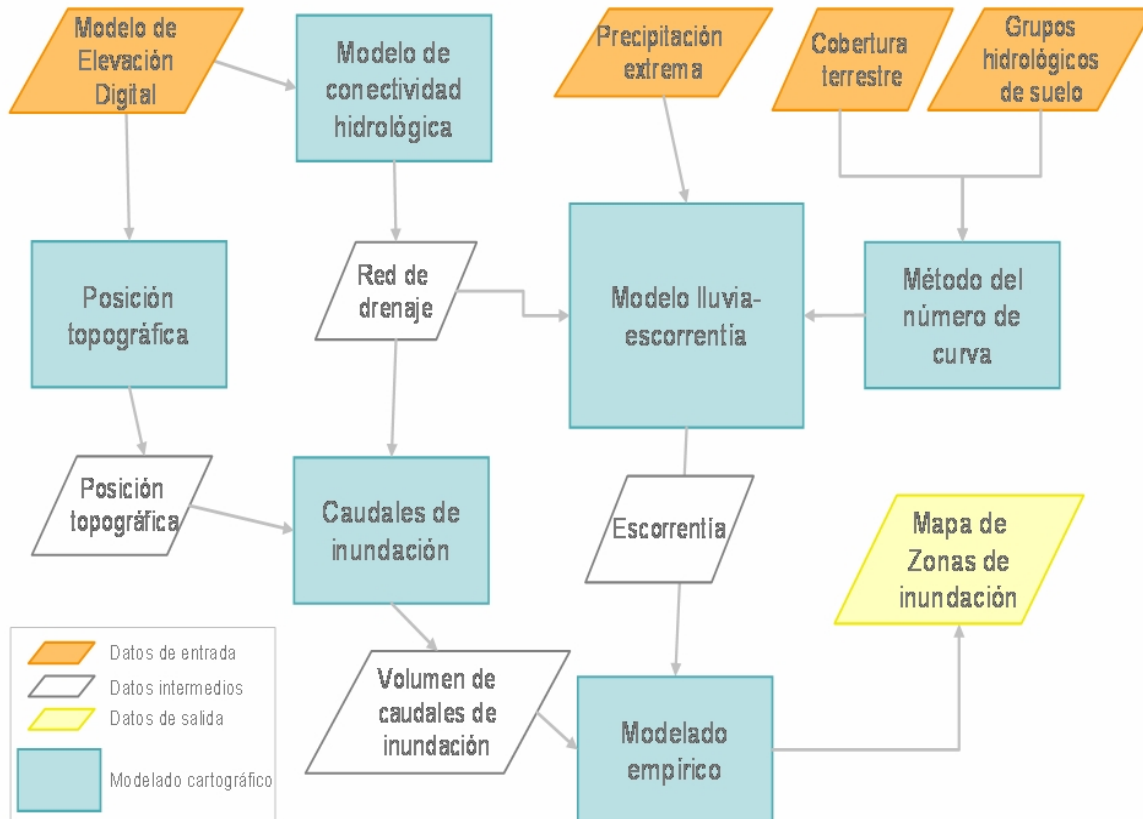 Modelo de
Elevación
Digital
Modelo de
conectividad
hidrológica
Precipitación
extrema
Cobertura
terrestre
Grupos
hidrológicos
de suelo
Posición
topográfica
Red de
drenaje
Modelo lluvia-
escorrentía
Método del
número de
curva
Posición
topográfica
Caudales de
inundación
Escorrentía
Mapa de
Zonas de
inundación
Volumen de
caudales de
inundación
Modelado
empírico
Datos de entrada
Datos intermedios
Datos de salida
Modelado cartográfico